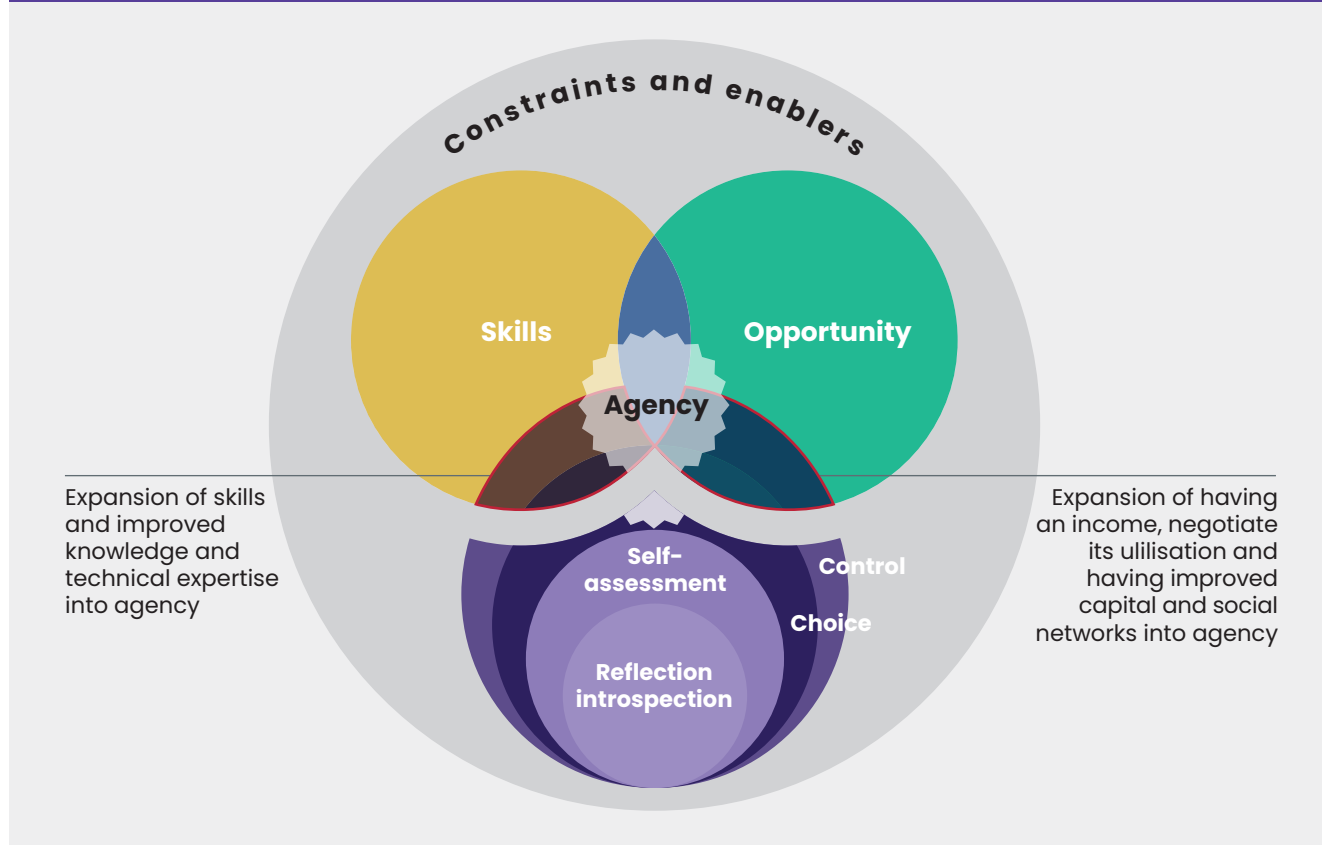 Constraints and enablers
Skills
Opportunity
Agency
Expansion of skills
and improved
knowledge and
technical expertise
into agency
Expansion of having
an income, negotiate
its ulilisation and
having improved
capital and social
networks into agency
Self-
assessment
Control
Choice
Reflection
introspection